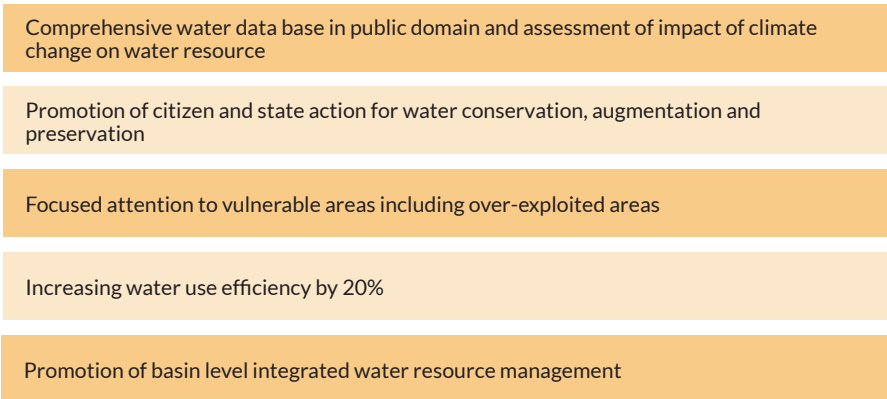 Comprehensive water data base in public domain and assessment of impact of climate
change on water resource
Promotion of citizen and state action for water conservation, augmentation and
preservation
Focused attention to vulnerable areas including over-exploited areas
Increasing water use efficiency by 20%
Promotion of basin level integrated water resource management